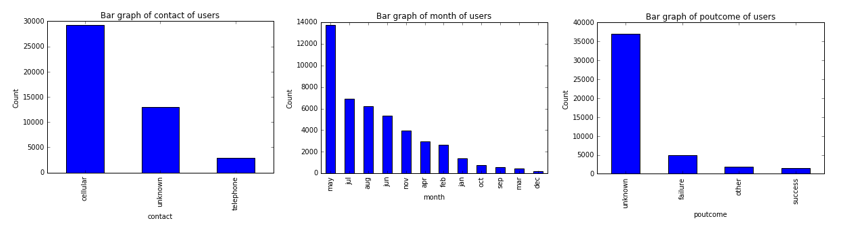 Bar graph of contact of users
30000
25000
20000
15000
10000
5000
0
Count
cellular
unknown
telephone
contact
Bar graph of month of users
14000
12000
10000
8000
6000
4000
2000
0
Count
may
jul
aug
jun
nov
apr
feb
jan
oct
sep
mar
dec
month
Bar graph of poutcome of users
40000
35000
30000
25000
20000
15000
10000
5000
0
Count
unknown
failure
other
success
poutcome